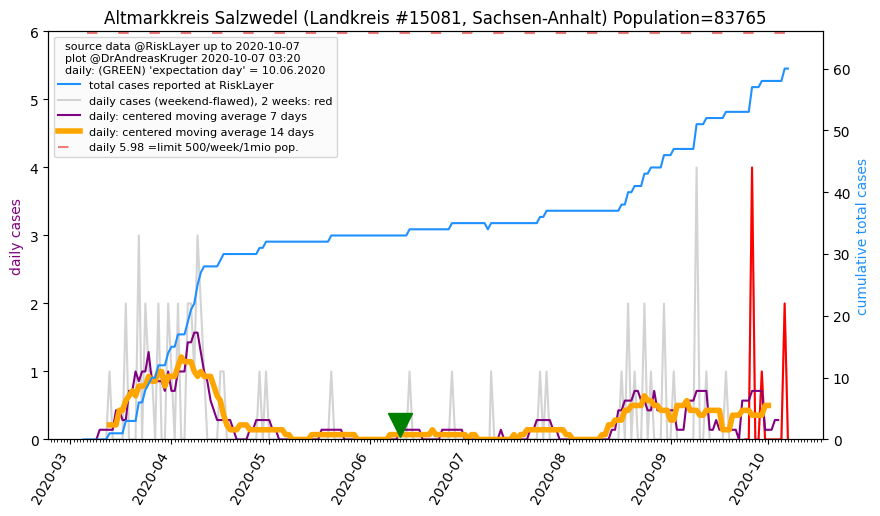 Altmarkkreis Salzwedel (Landkreis #15081, Sachsen-Anhalt) Population=83765
source data @RiskLayer up to 2020-10-07
plot @DrAndreasKruger 2020-10-07 03:20
daily: (GREEN) 'expectation day' = 10.06.2020
total cases reported at RiskLayer
daily cases (weekend-flawed), 2 weeks: red
daily: centered moving average 7 days
daily: centered moving average 14 days
daily 5.98 =limit 500/week/1mio pop.
daily cases
6
5
4
3
2
1
0
cumulative total cases
60
50
40
30
20
10
0
2020-03
2020-04
2020-05
2020-06
2020-07
2020-08
2020-09
2020-10